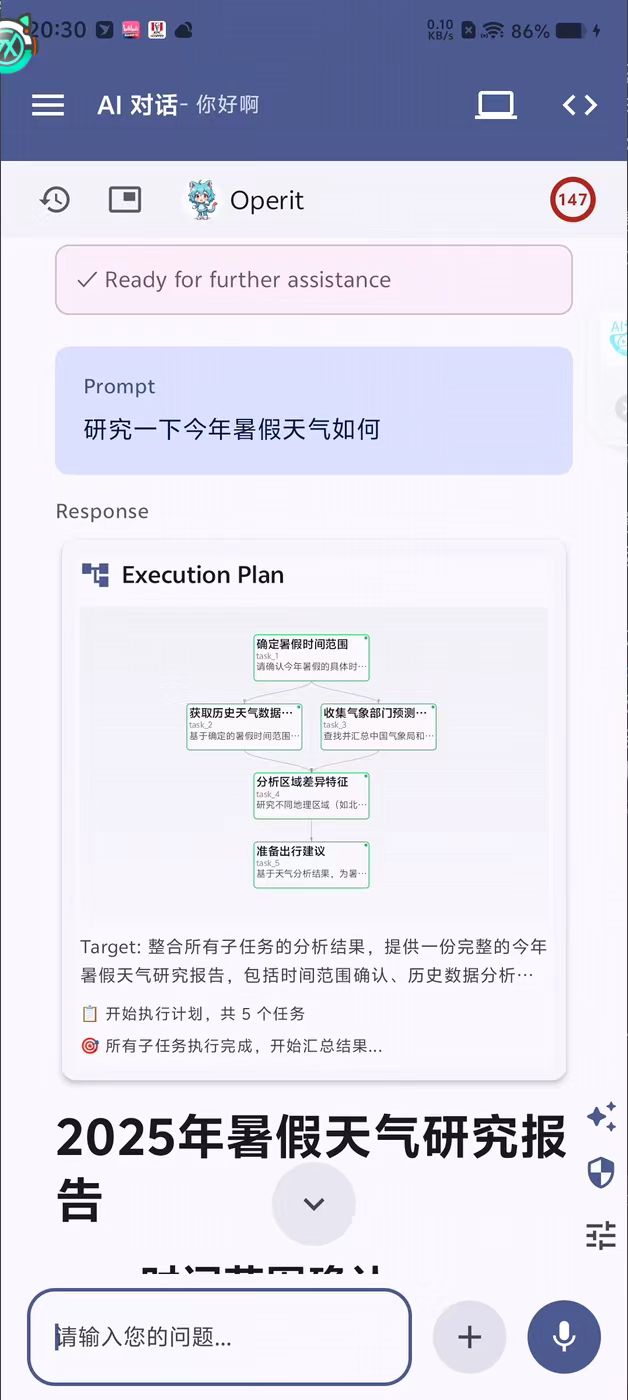 20:30
0.10
KB/s
86%
AI 对话- 你好啊
Operit
147
✓ Ready for further assistance
Prompt
研究一下今年暑假天气如何
Response
Execution Plan
确定暑假时间范围
task_1
请确认今年暑假的具体时…
获取历史天气数据…
task_2
基于确定的暑假时间范围…
收集气象部门预测…
task_3
查找并汇总中国气象局和…
分析区域差异特征
task_4
研究不同地理区域（如北…
准备出行建议
task_5
基于天气分析结果，为暑…
Target: 整合所有子任务的分析结果，提供一份完整的今年
暑假天气研究报告，包括时间范围确认、历史数据分析…
📋 开始执行计划，共 5 个任务
🎯 所有子任务执行完成，开始汇总结果...
2025年暑假天气研究报
告
时间范围确认
请输入您的问题...